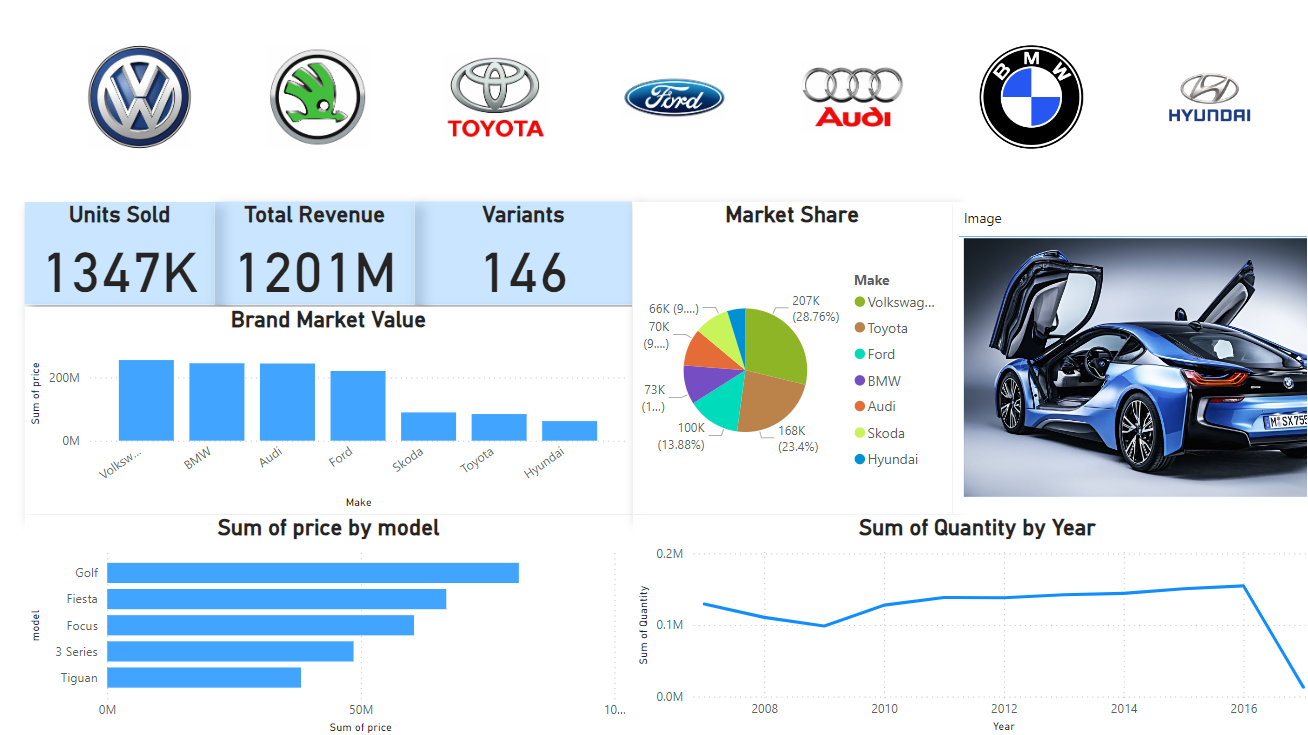 BMW
TOYOTA
Ford
Audi
HYUNDAI
Units Sold
1347K
Total Revenue
1201M
Variants
146
Market Share
Image
Brand Market Value
Sum of price
200M
0M
Volksw...
BMW
Audi
Ford
Skoda
Toyota
Hyundai
Make
66K (9....)
70K
(9....)
73K
(1...)
100K
(13.88%)
168K
(23.4%)
207K
(28.76%)
Make
Volkswag...
Toyota
Ford
BMW
Audi
Skoda
Hyundai
Sum of price by model
model
Golf
Fiesta
Focus
3 Series
Tiguan
0M
50M
10...
Sum of price
Sum of Quantity by Year
Sum of Quantity
0.2M
0.1M
0.0M
2008
2010
2012
2014
2016
Year